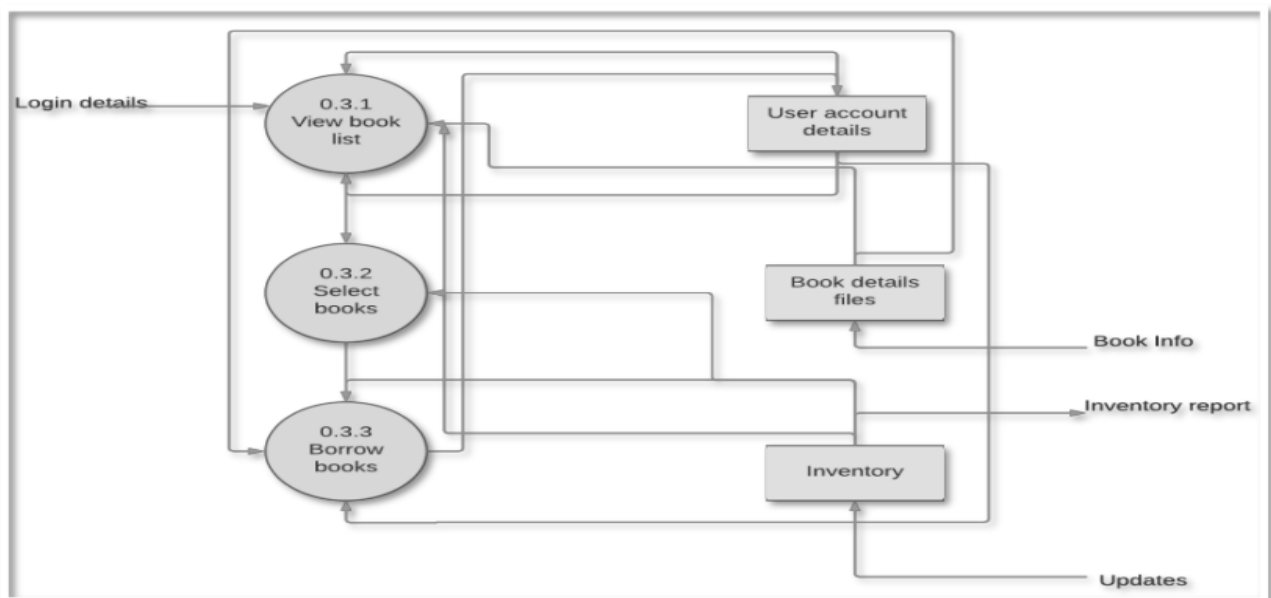 Login details
0.3.1
View book
list
User account
details
0.3.2
Select
books
Book details
files
Book Info
Inventory report
0.3.3
Borrow
books
Inventory
Updates